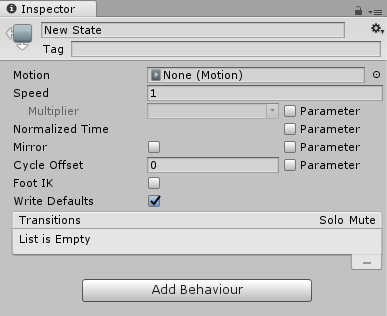 Inspector
New State
Tag
Motion None (Motion)
Speed 1
Multiplier Parameter
Normalized Time Parameter
Mirror Parameter
Cycle Offset 0 Parameter
Foot IK
Write Defaults
Transitions Solo Mute
List is Empty
Add Behaviour